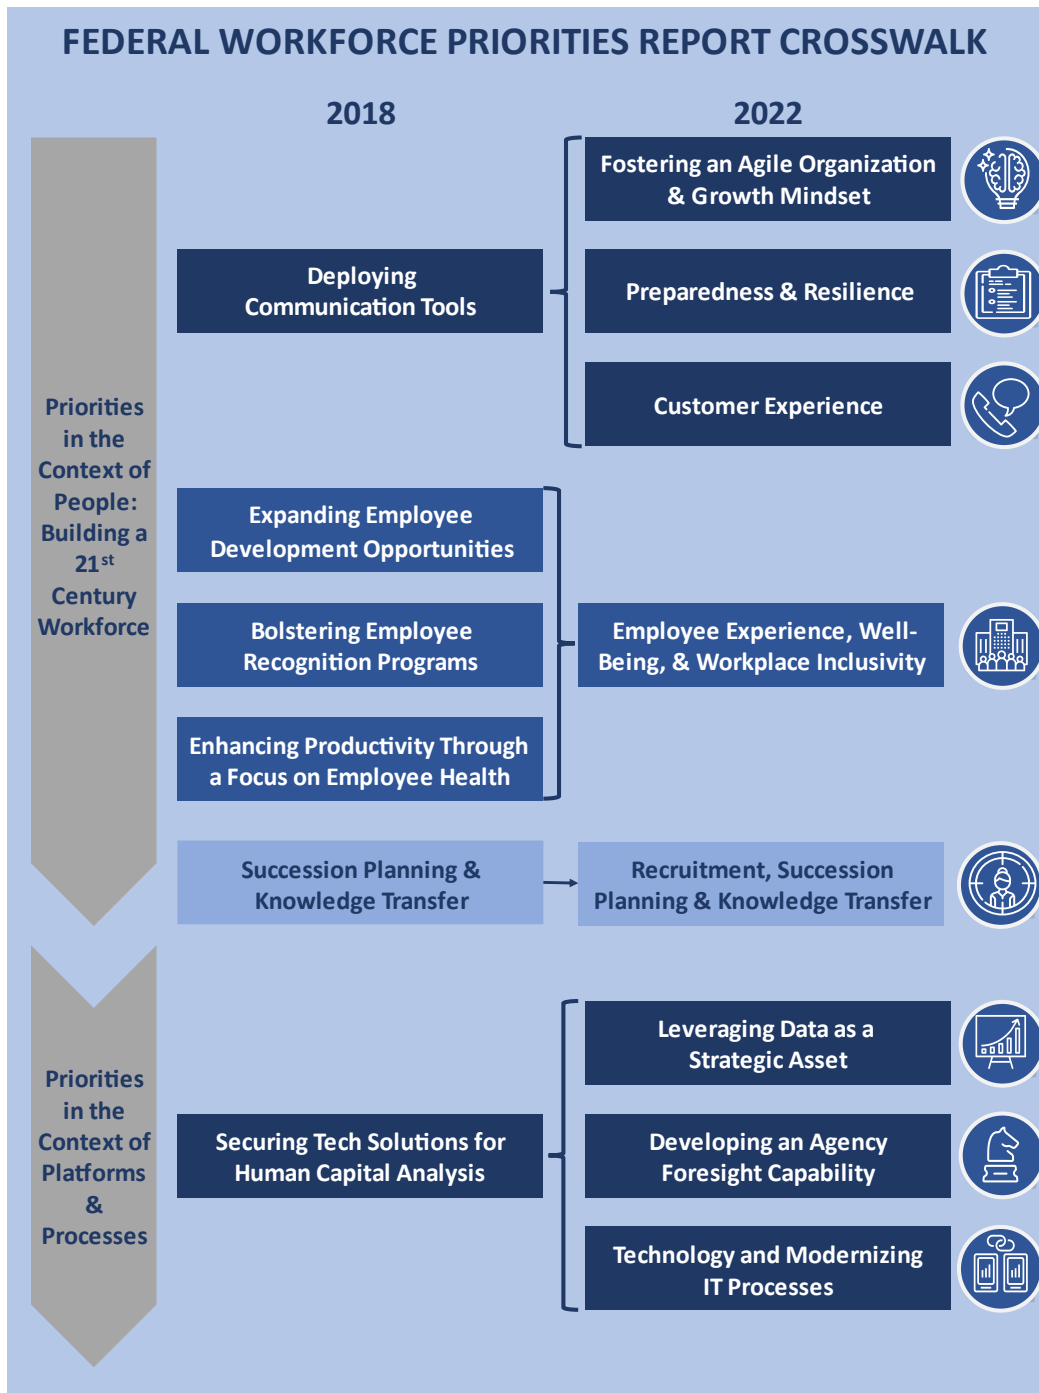 FEDERAL WORKFORCE PRIORITIES REPORT CROSSWALK
2018
2022
Priorities
in the
Context of
People:
Building a
21st
Century
Workforce
Deploying
Communication Tools
Fostering an Agile Organization
& Growth Mindset
Preparedness & Resilience
Customer Experience
Expanding Employee
Development Opportunities
Bolstering Employee
Recognition Programs
Enhancing Productivity Through
a Focus on Employee Health
Employee Experience, Well-
Being, & Workplace Inclusivity
Succession Planning &
Knowledge Transfer
Recruitment, Succession
Planning & Knowledge Transfer
Priorities
in the
Context of
Platforms
&
Processes
Securing Tech Solutions for
Human Capital Analysis
Leveraging Data as a
Strategic Asset
Developing an Agency
Foresight Capability
Technology and Modernizing
IT Processes